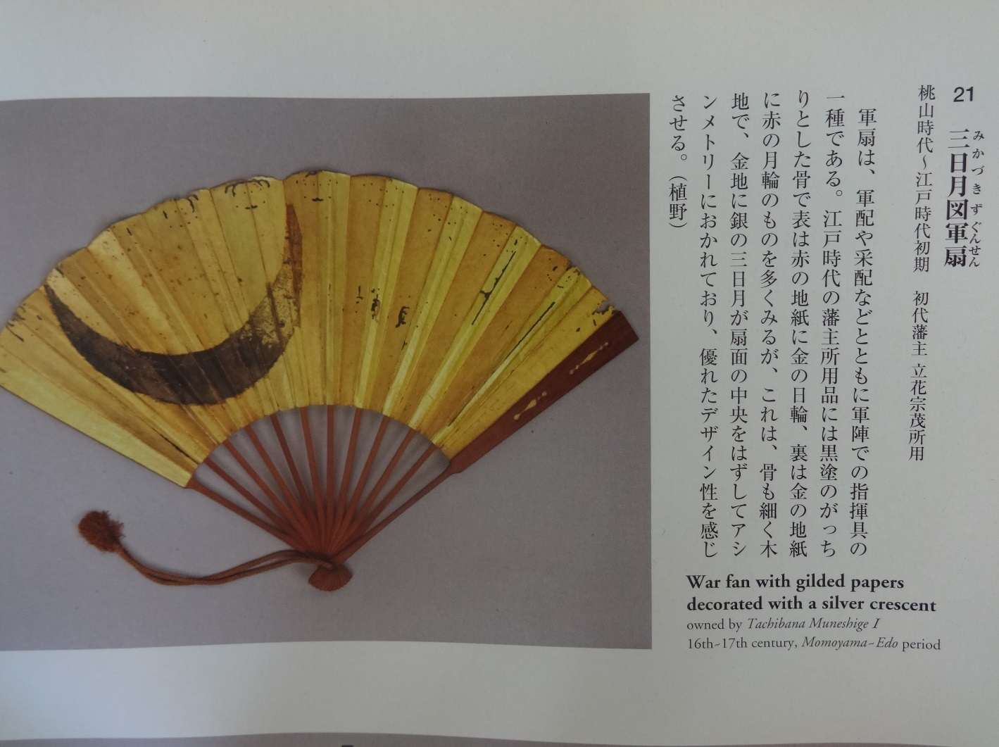 21 三日月図軍扇
みかづきずぐんせん
桃山時代~江戸時代初期 初代藩主 立花宗茂所用
軍扇は、軍配や采配などとともに軍陣での指揮具の
一種である。江戸時代の藩主所用品には黒塗のがっち
りとした骨で表は赤の地紙に金の日輪、裏は金の地紙
に赤の月輪のものを多くみるが、これは、骨も細く木
地で、金地に銀の三日月が扇面の中央をはずしてアシ
ンメトリーにおかれており、優れたデザイン性を感じ
させる。(植野)
War fan with gilded papers
decorated with a silver crescent
owned by Tachibana Muneshige I
16th~17th century, Momoyama~Edo period